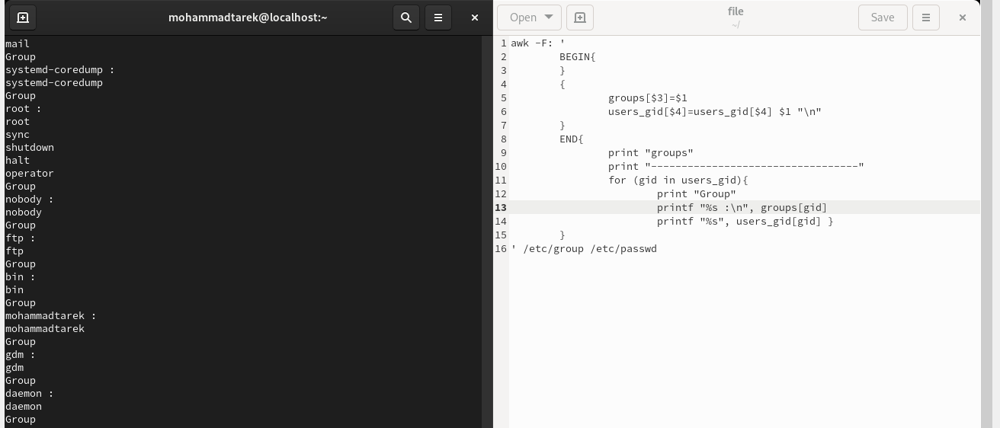 mohammadtarek@localhost:~
mail
Group
systemd-coredump :
systemd-coredump
Group
root :
root
sync
shutdown
halt
operator
Group
nobody :
nobody
Group
ftp :
ftp
Group
bin :
bin
Group
mohammadtarek :
mohammadtarek
Group
gdm :
gdm
Group
daemon :
daemon
Group
Open
file
~/
Save
1 awk -F: '
2 BEGIN{
3 }
4 {
5 groups[$3]=$1
6 users_gid[$4]=users_gid[$4] $1 "\n"
7 }
8 END{
9 print "groups"
10 print "----------------------------------"
11 for (gid in users_gid){
12 print "Group"
13 printf "%s :\n", groups[gid]
14 printf "%s", users_gid[gid] }
15 }
16 ' /etc/group /etc/passwd